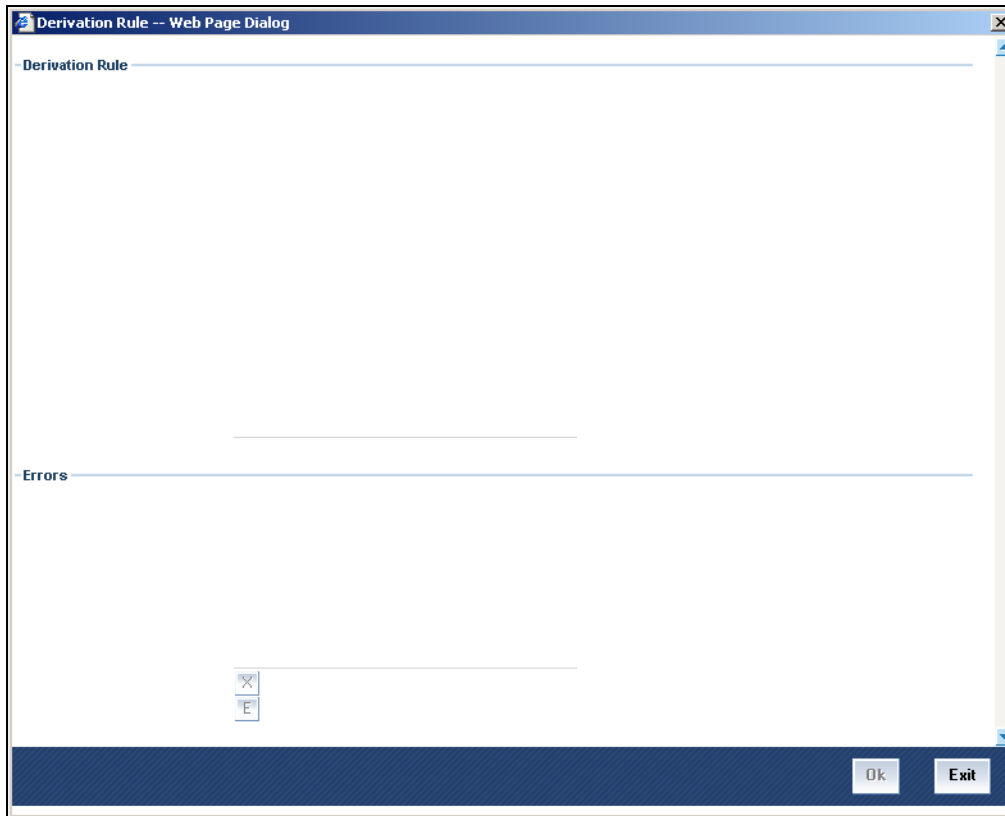 Derivation Rule -- Web Page Dialog
Derivation Rule
Errors
X
E
Ok
Exit